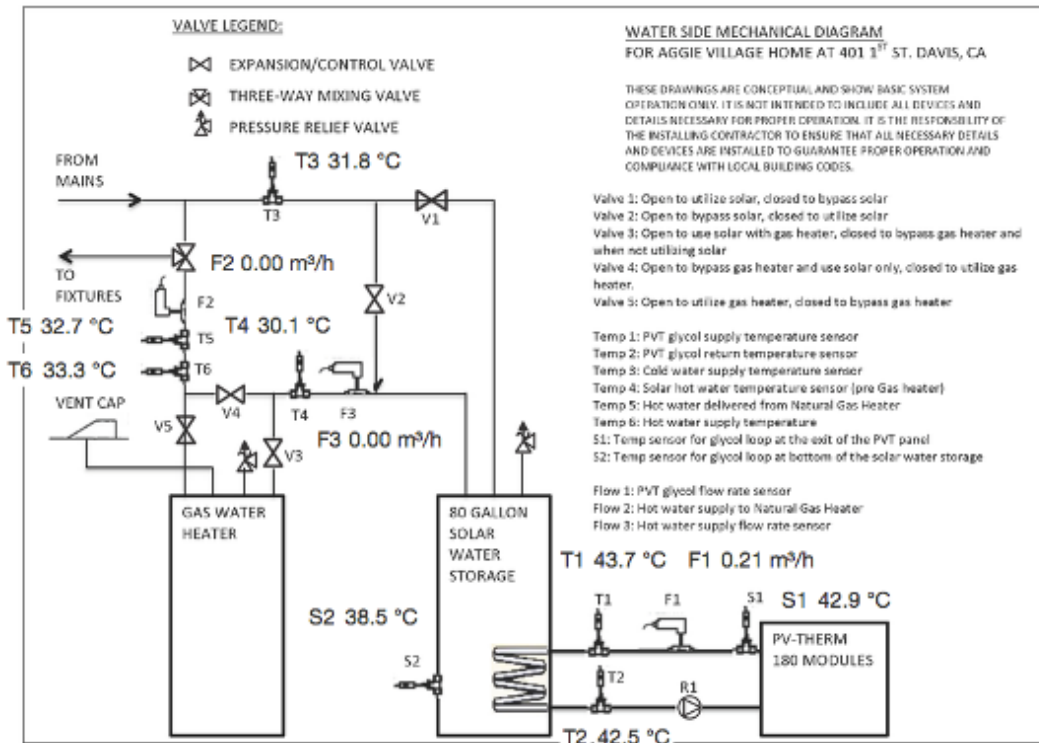 VALVE LEGEND:
EXPANSION/CONTROL VALVE
THREE-WAY MIXING VALVE
PRESSURE RELIEF VALVE
WATER SIDE MECHANICAL DIAGRAM
FOR AGGIE VILLAGE HOME AT 401 1ST ST. DAVIS, CA
THESE DRAWINGS ARE CONCEPTUAL AND SHOW BASIC SYSTEM
OPERATION ONLY. IT IS NOT INTENDED TO INCLUDE ALL DEVICES AND
DETAILS NECESSARY FOR PROPER OPERATION. IT IS THE RESPONSBILITY OF
THE INSTALLING CONTRACTOR TO ENSURE THAT ALL NECESSARY DETAILS
AND DEVICES ARE INSTALLED TO GUARANTEE PROPER OPERATION AND
COMPLIANCE WITH LOCAL BUILDING CODES.
Valve 1: Open to utilize solar, closed to bypass solar
Valve 2: Open to bypass solar, closed to utilize solar
Valve 3: Open to use solar with gas heater, closed to bypass gas heater and
when not utilizing solar
Valve 4: Open to bypass gas heater and use solar only, closed to utilize gas
heater.
Valve 5: Open to utilize gas heater, closed to bypass gas heater
Temp 1: PVT glycol supply temperature sensor
Temp 2: PVT glycol return temperature sensor
Temp 3: Cold water supply temperature sensor
Temp 4: Solar hot water temperature sensor (pre Gas heater)
Temp 5: Hot water delivered from Natural Gas Heater
Temp 6: Hot water supply temperature
S1: Temp sensor for glycol loop at the exit of the PVT panel
S2: Temp sensor for glycol loop at bottom of the solar water storage
Flow 1: PVT glycol flow rate sensor
Flow 2: Hot water supply to Natural Gas Heater
Flow 3: Hot water supply flow rate sensor
FROM
MAINS
T3 31.8 °C
T3
V1
TO
FIXTURES
F2 0.00 m³/h
F2
V2
T5 32.7 °C
T5
T4 30.1 °C
T6 33.3 °C
T6
VENT CAP
V4
T4
F3
V5
F3 0.00 m³/h
V3
GAS WATER
HEATER
80 GALLON
SOLAR
WATER
STORAGE
T1 43.7 °C F1 0.21 m³/h
T1
F1
S1
S1 42.9 °C
S2 38.5 °C
S2
PV-THERM
180 MODULES
T2
R1
T2 42.5 °C